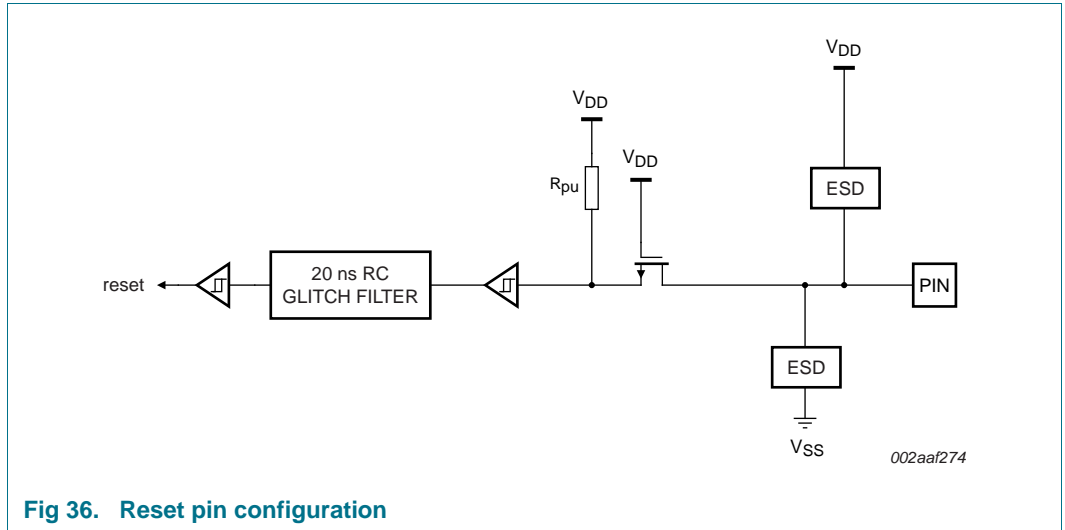 VDD
VDD
VDD
Rpu
ESD
reset
20 ns RC
GLITCH FILTER
PIN
ESD
VSS
002aaf274
Fig 36. Reset pin configuration